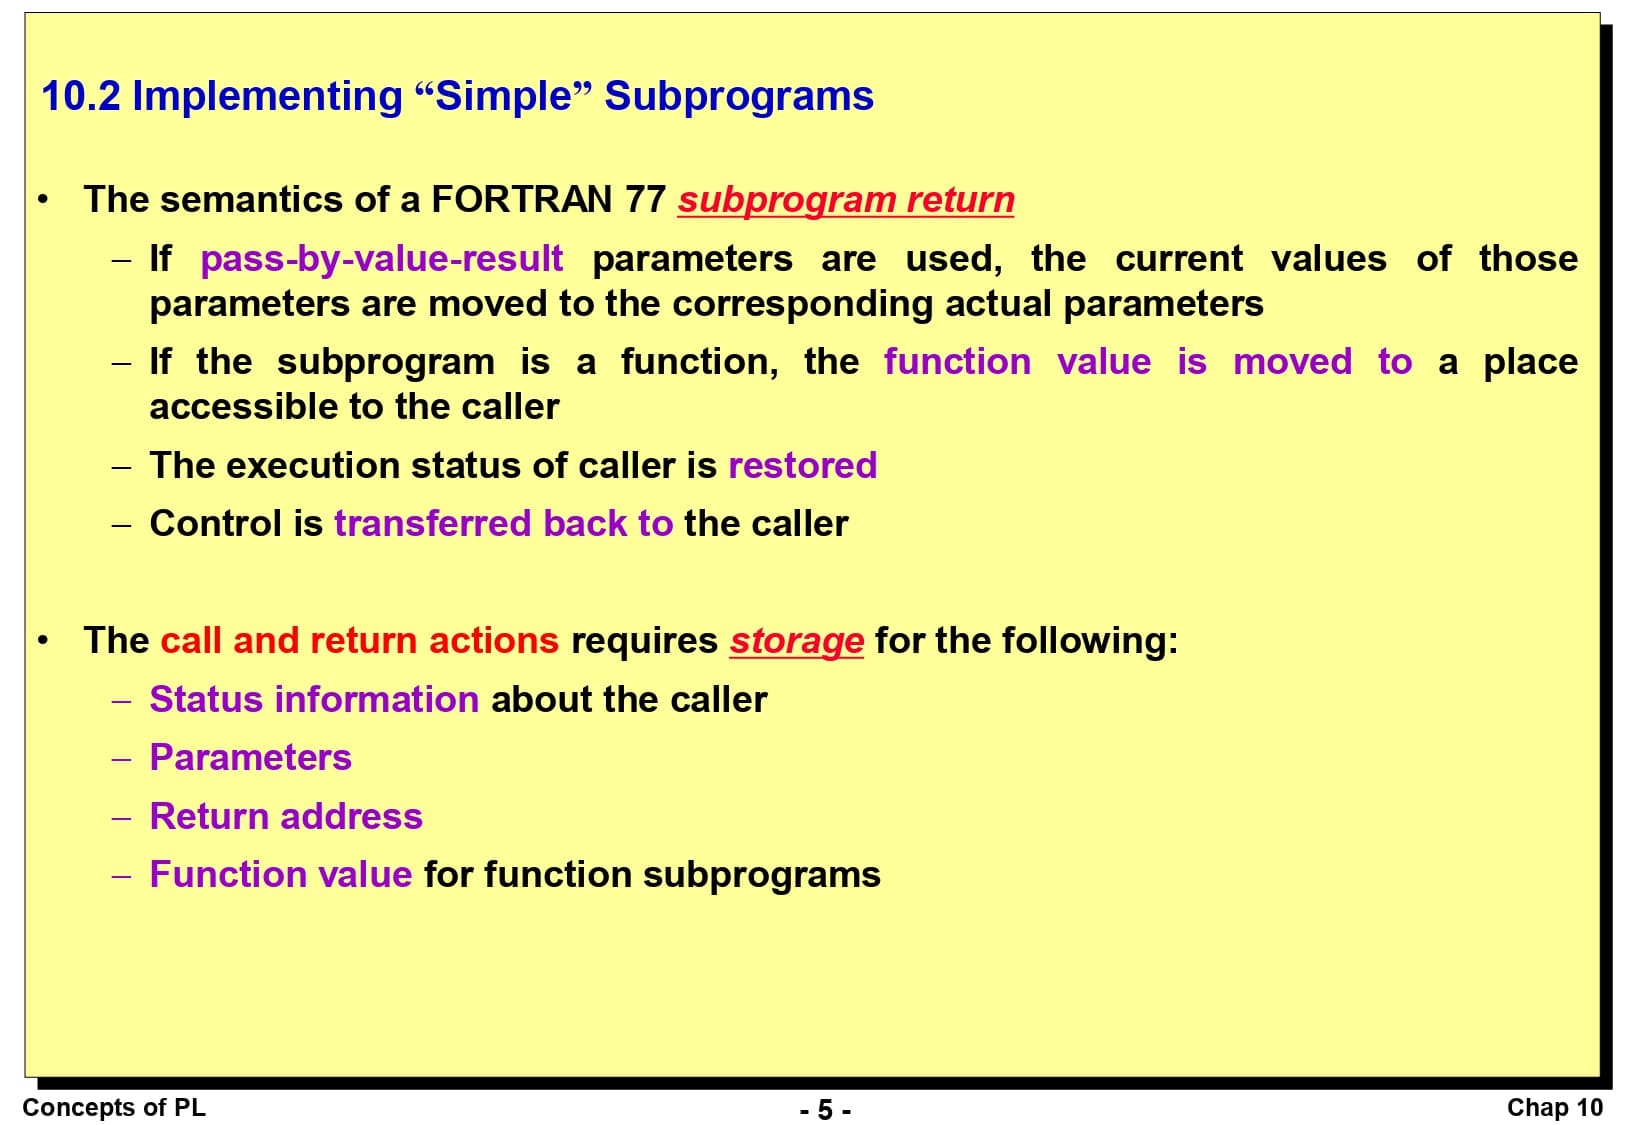 10.2 Implementing “Simple” Subprograms
• The semantics of a FORTRAN 77 subprogram return
– If pass-by-value-result parameters are used, the current values of those
parameters are moved to the corresponding actual parameters
– If the subprogram is a function, the function value is moved to a place
accessible to the caller
– The execution status of caller is restored
– Control is transferred back to the caller
• The call and return actions requires storage for the following:
– Status information about the caller
– Parameters
– Return address
– Function value for function subprograms
Concepts of PL
- 5 -
Chap 10